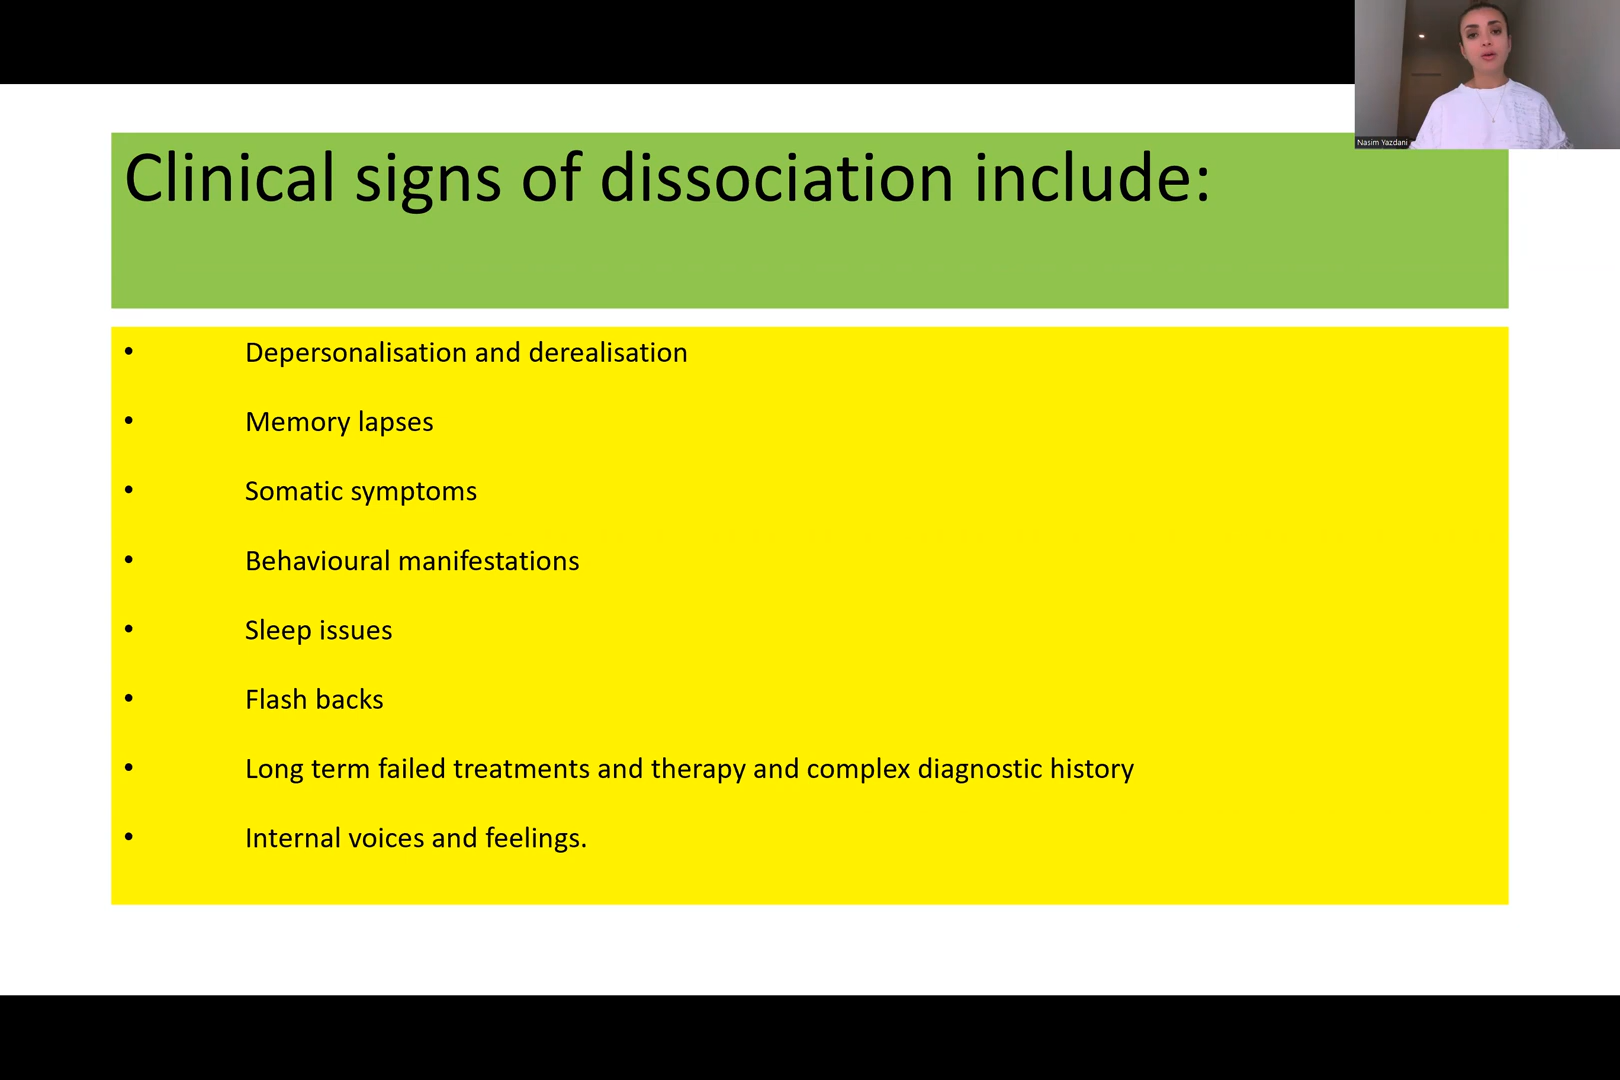 Nasim Yazdani
Clinical signs of dissociation include:
• Depersonalisation and derealisation
• Memory lapses
• Somatic symptoms
• Behavioural manifestations
• Sleep issues
• Flash backs
• Long term failed treatments and therapy and complex diagnostic history
• Internal voices and feelings.